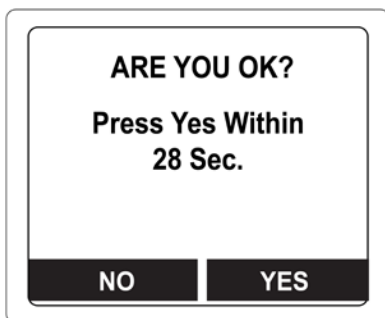 ARE YOU OK?
Press Yes Within
28 Sec.
NO YES